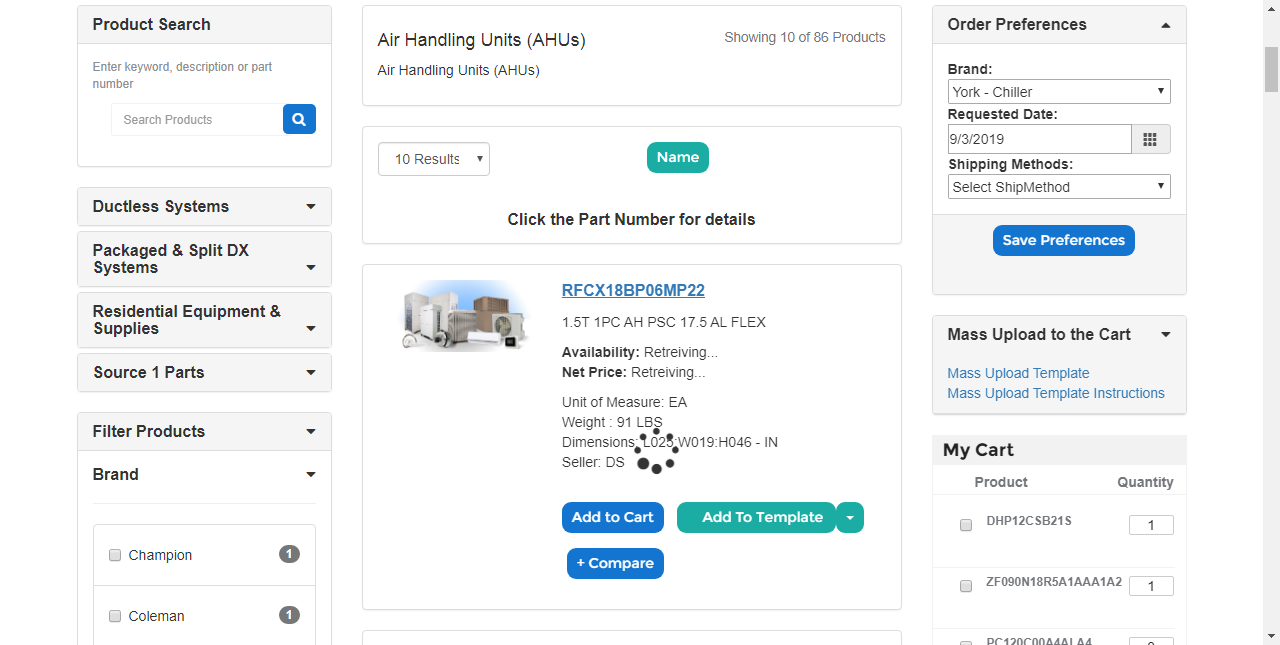 Product Search
Enter keyword, description or part
number
Search Products
Ductless Systems
Packaged & Split DX
Systems
Residential Equipment &
Supplies
Source 1 Parts
Filter Products
Brand
Champion 1
Coleman 1
Air Handling Units (AHUs)
Showing 10 of 86 Products
Air Handling Units (AHUs)
10 Results
Name
Click the Part Number for details
RFCX18BP06MP22
1.5T 1PC AH PSC 17.5 AL FLEX
Availability: Retreiving...
Net Price: Retreiving...
Unit of Measure: EA
Weight : 91 LBS
Dimensions: L025:W019:H046 - IN
Seller: DS
Add to Cart
Add To Template
+ Compare
Order Preferences
Brand:
York - Chiller
Requested Date:
9/3/2019
Shipping Methods:
Select ShipMethod
Save Preferences
Mass Upload to the Cart
Mass Upload Template
Mass Upload Template Instructions
My Cart
Product Quantity
DHP12CSB21S 1
ZF090N18R5A1AAA1A2 1
PC120C00A4ALA4